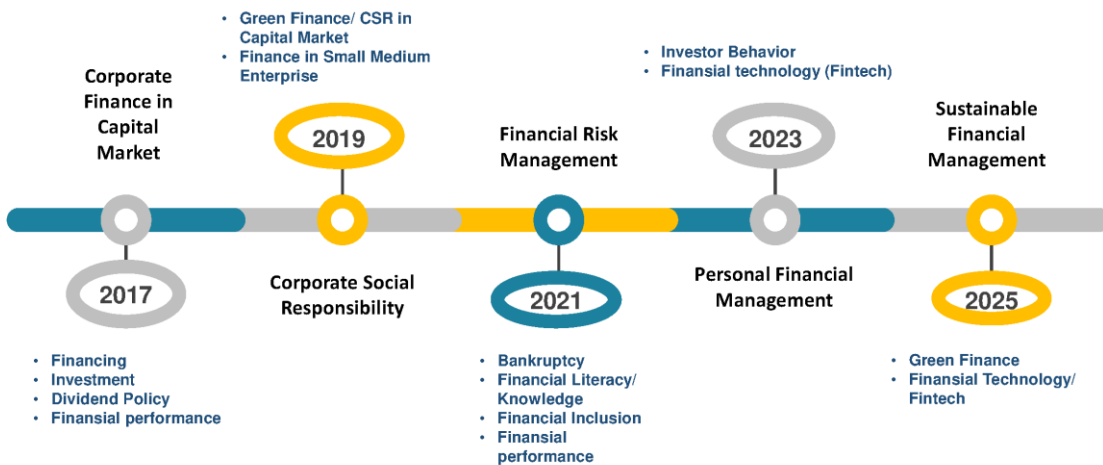 Corporate
Finance in
Capital
Market
2017
• Financing
• Investment
• Dividend Policy
• Finansial performance
• Green Finance/ CSR in
Capital Market
• Finance in Small Medium
Enterprise
2019
Corporate Social
Responsibility
Financial Risk
Management
2021
• Bankruptcy
• Financial Literacy/
Knowledge
• Financial Inclusion
• Finansial
performance
• Investor Behavior
• Finansial technology (Fintech)
2023
Personal Financial
Management
Sustainable
Financial
Management
2025
• Green Finance
• Finansial Technology/
Fintech